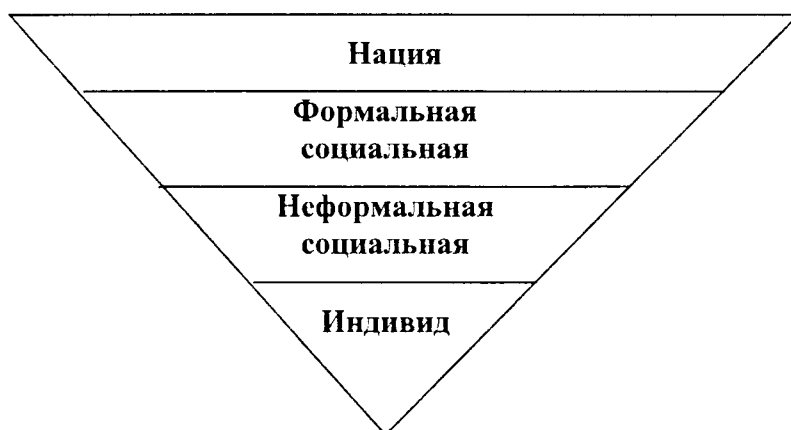 Нация
Формальная
социальная
Неформальная
социальная
Индивид